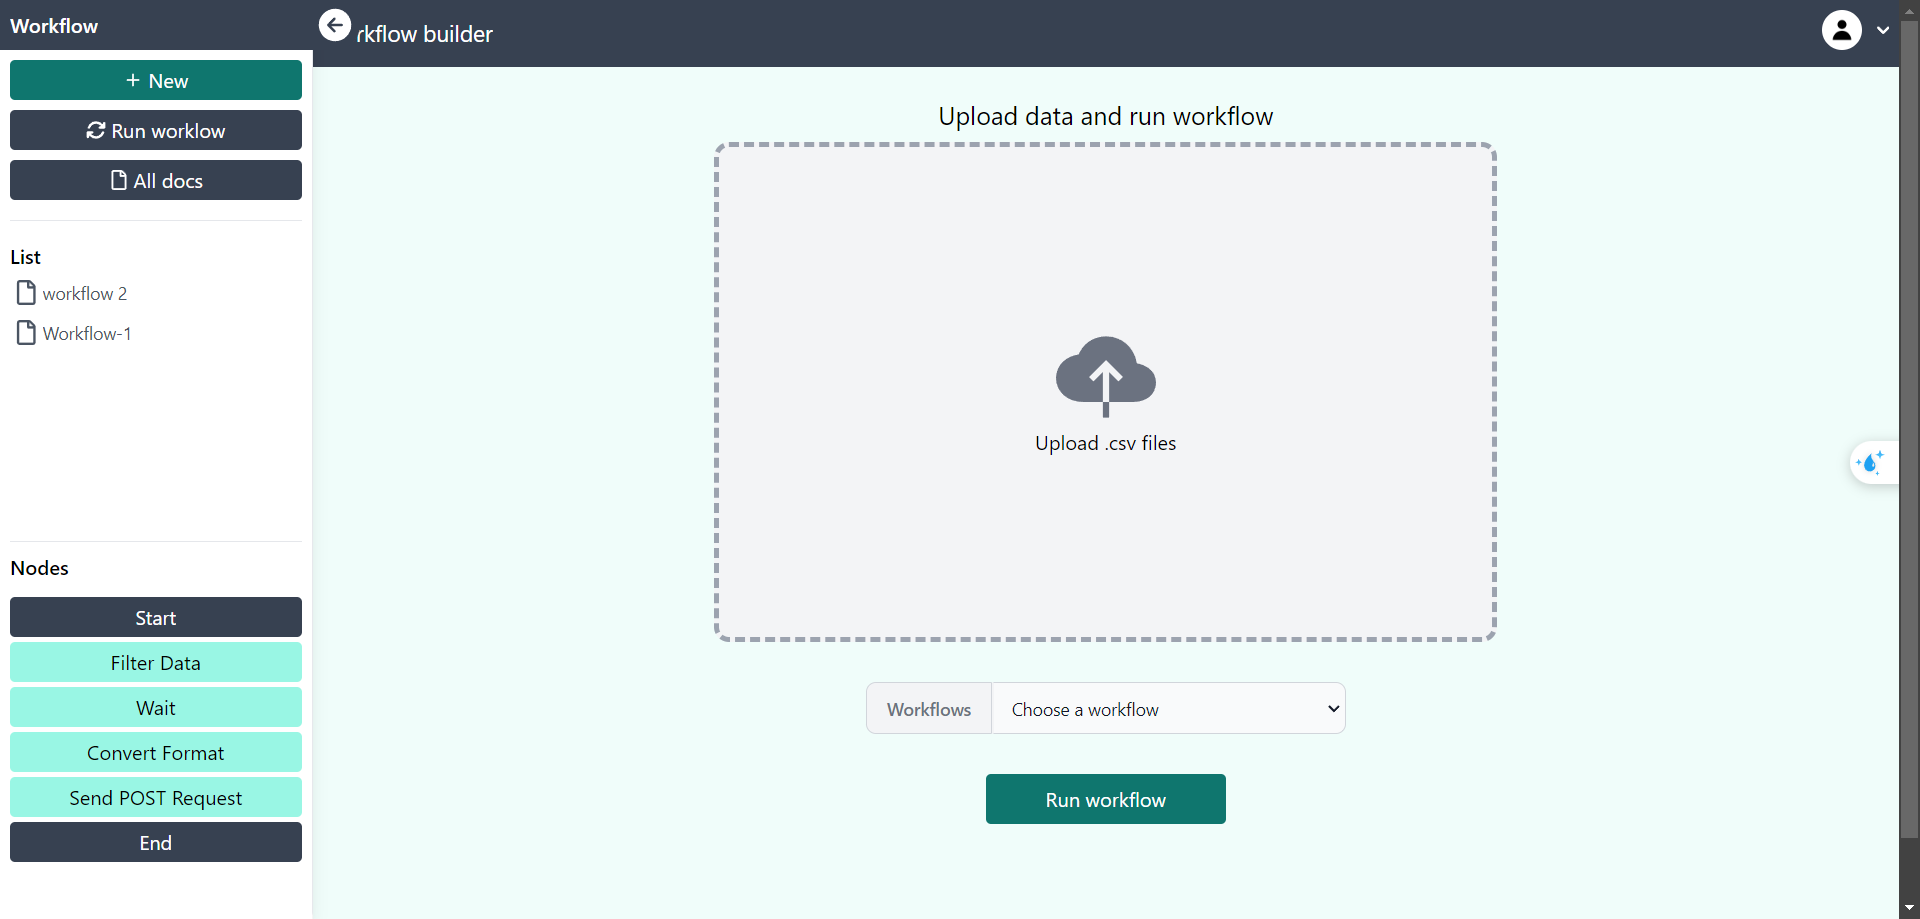 Workflow
rkflow builder
+ New
Run worklow
All docs
List
workflow 2
Workflow-1
Nodes
Start
Filter Data
Wait
Convert Format
Send POST Request
End
Upload data and run workflow
Upload .csv files
Workflows
Choose a workflow
Run workflow